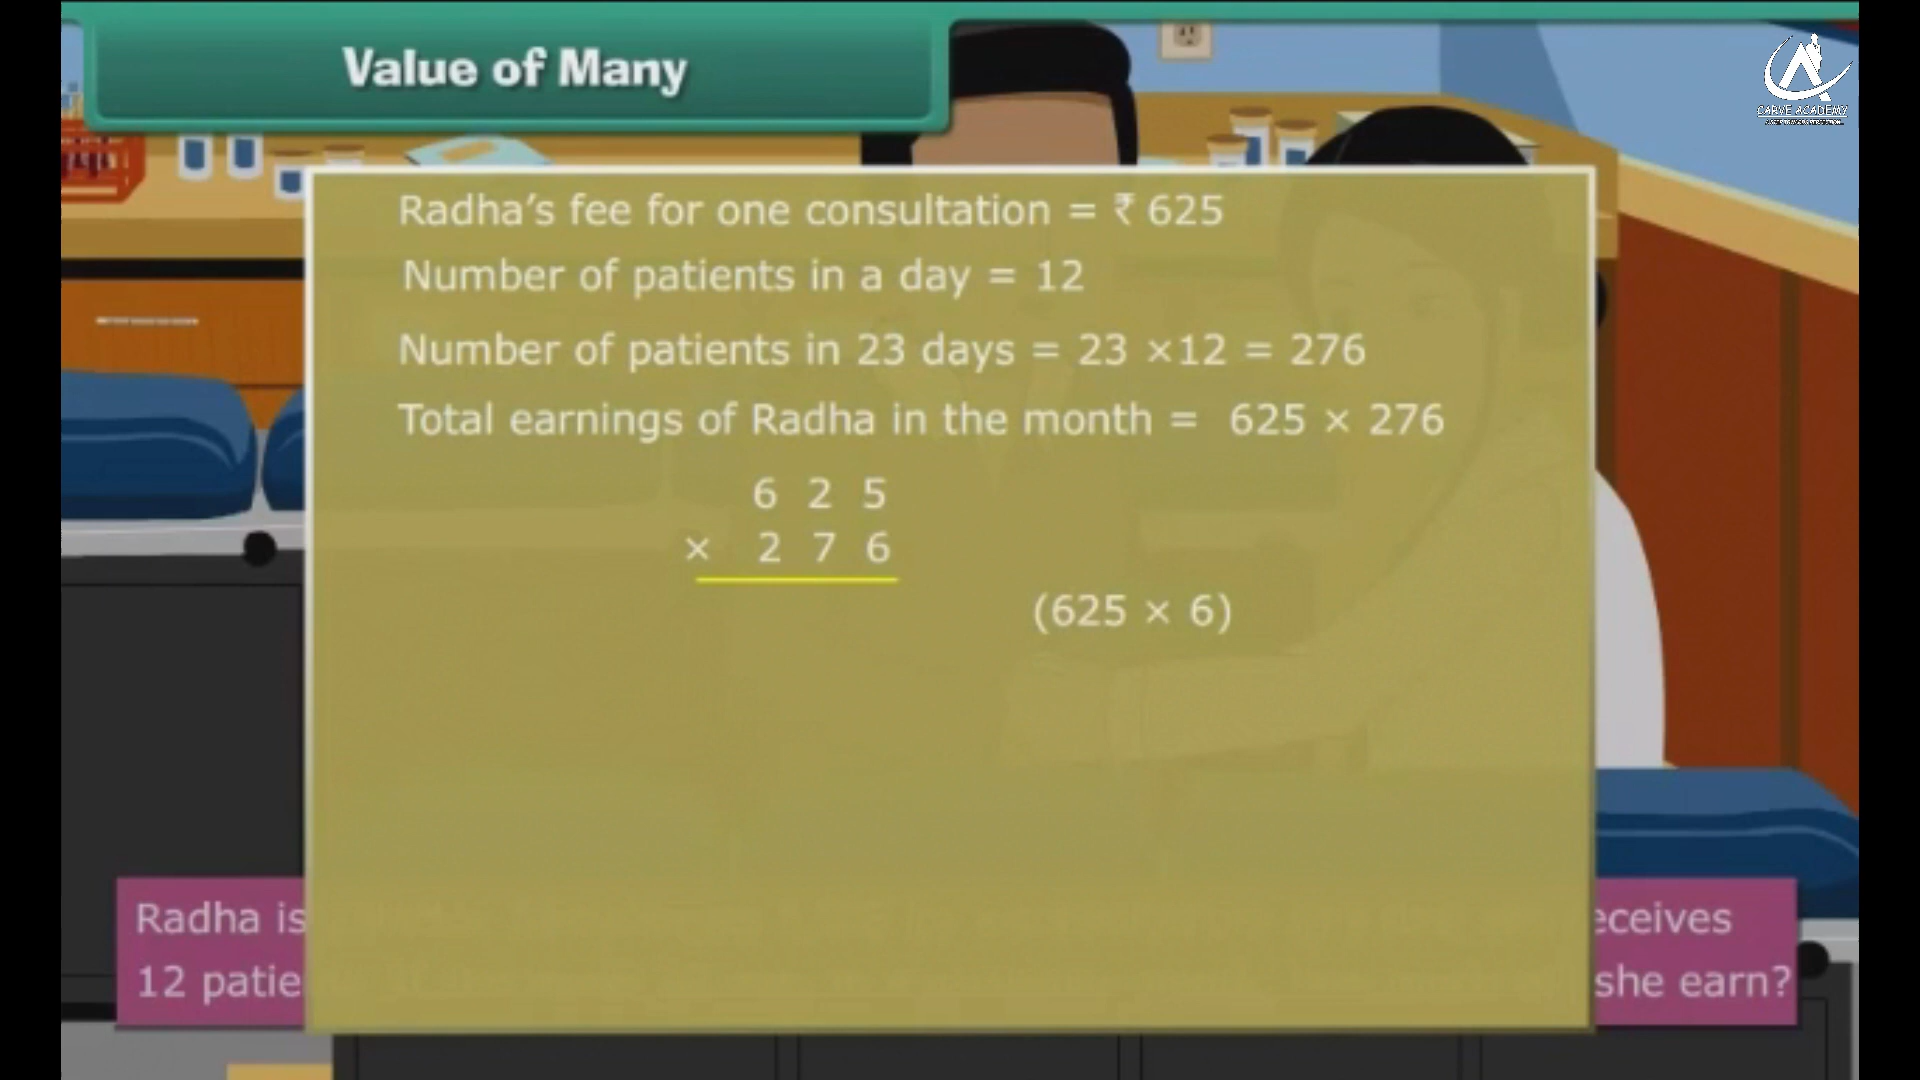 Value of Many
CARVE ACADEMY
Radha's fee for one consultation = ₹ 625
Number of patients in a day = 12
Number of patients in 23 days = 23 ×12 = 276
Total earnings of Radha in the month = 625 × 276
6 2 5
× 2 7 6
(625 × 6)
Radha is eceives
12 patie she earn?